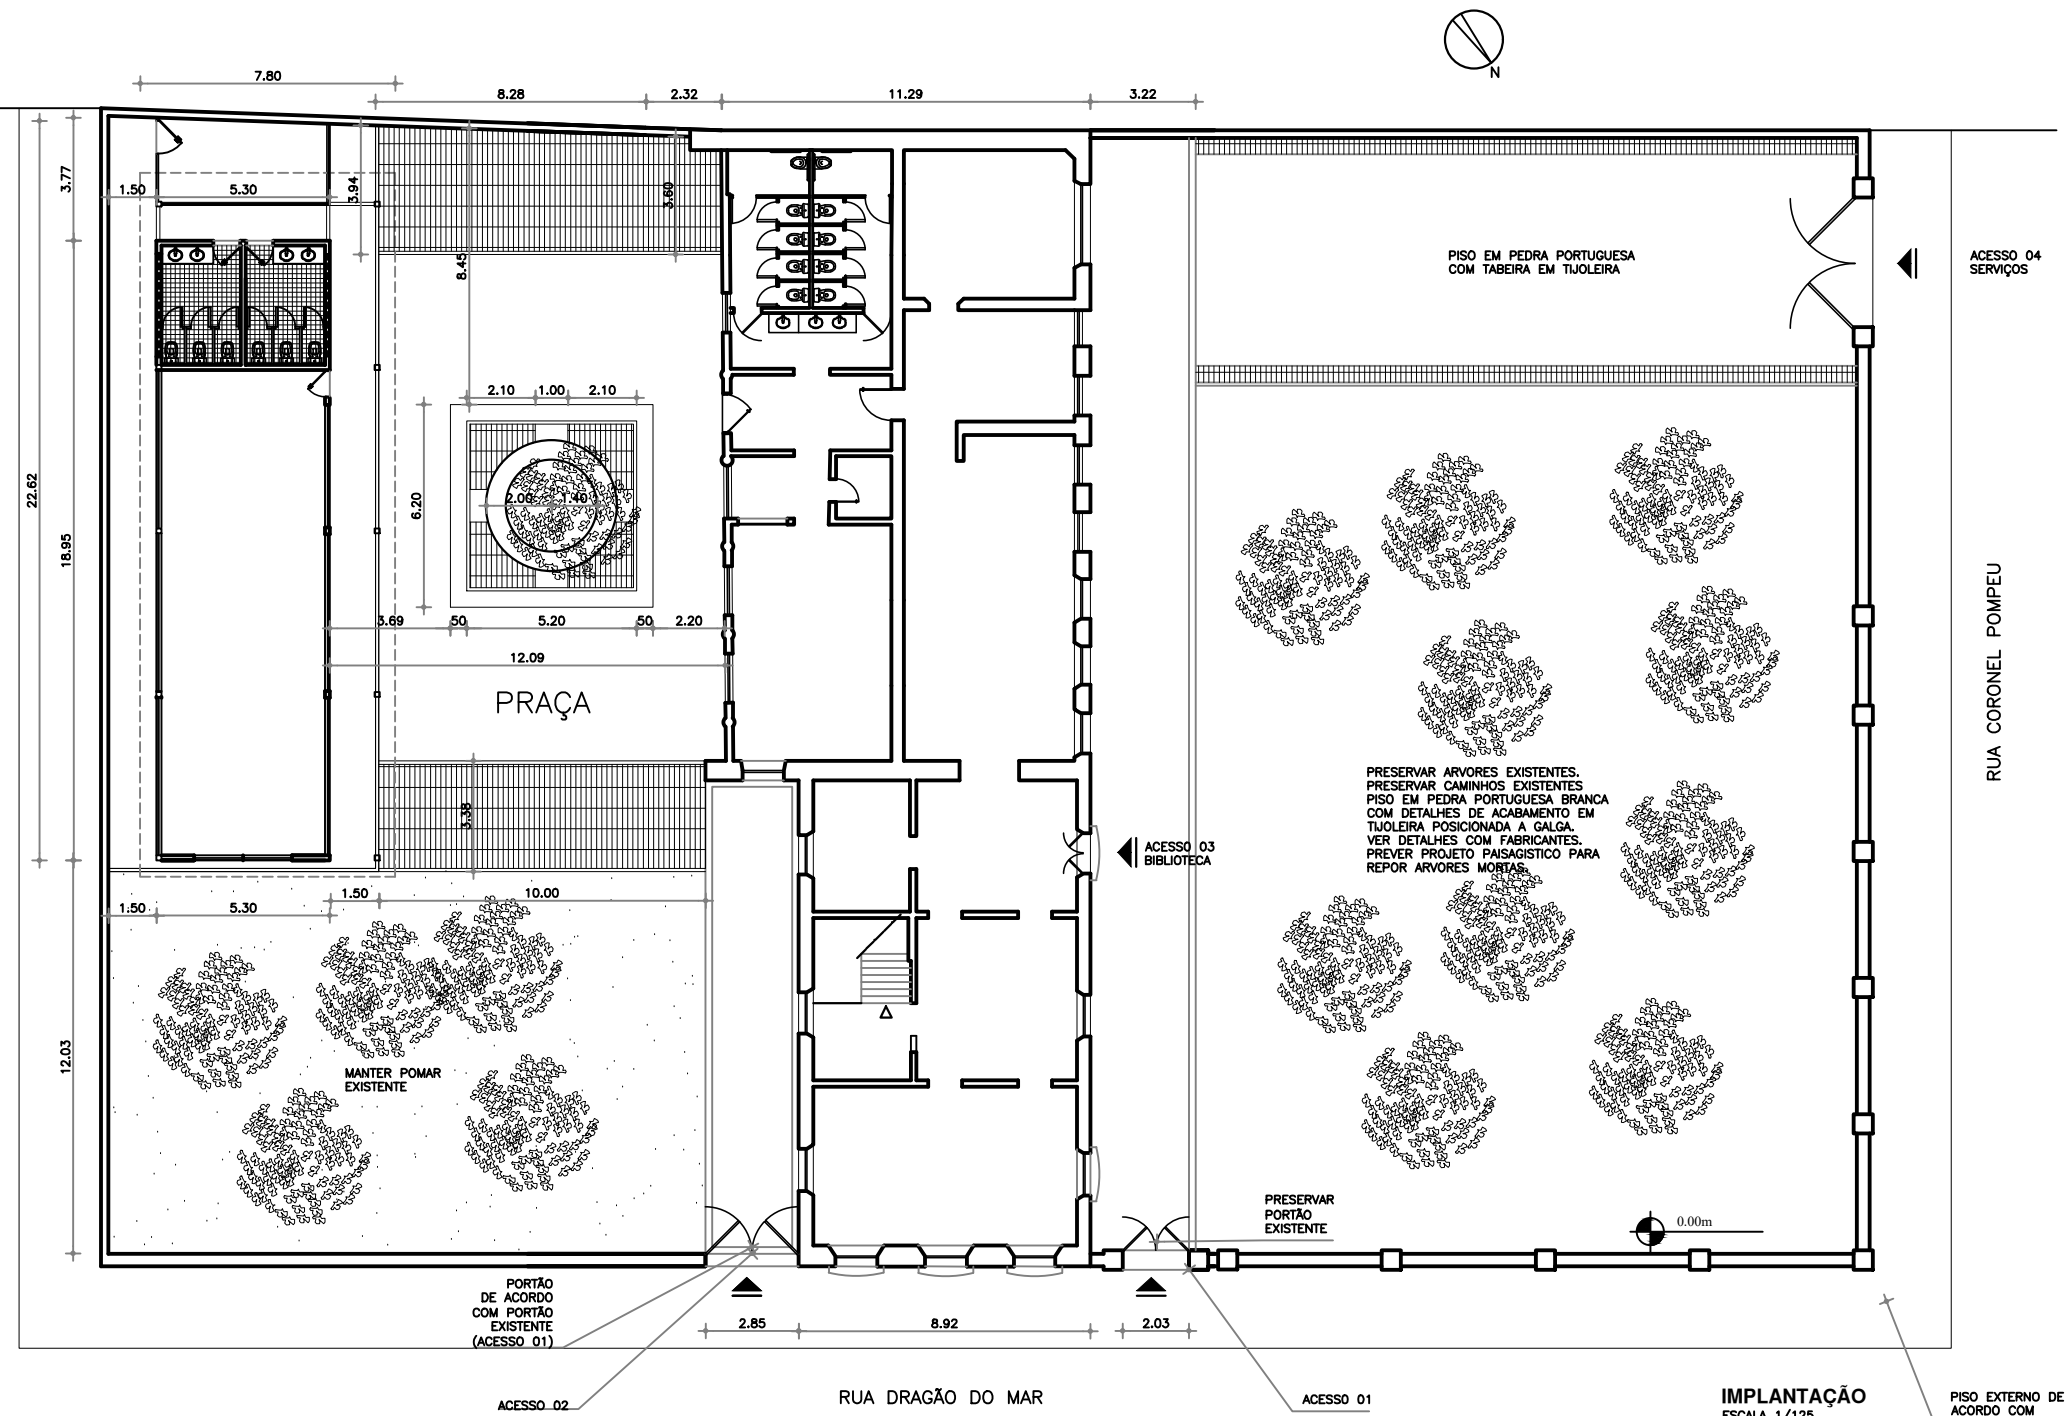 N
7.80
8.28
2.32
11.29
3.22
3.77
1.50
5.30
3.94
3.60
8.45
PISO EM PEDRA PORTUGUESA
COM TABEIRA EM TIJOLEIRA
ACESSO 04
SERVIÇOS
2.10
1.00
2.10
22.62
6.20
2.00
1.40
18.95
3.69
50
5.20
50
2.20
12.09
PRAÇA
RUA CORONEL POMPEU
3.38
PRESERVAR ARVORES EXISTENTES.
PRESERVAR CAMINHOS EXISTENTES
PISO EM PEDRA PORTUGUESA BRANCA
COM DETALHES DE ACABAMENTO EM
TIJOLEIRA POSICIONADA A GALGA.
VER DETALHES COM FABRICANTES.
PREVER PROJETO PAISAGISTICO PARA
REPOR ARVORES MORTAS.
ACESSO 03
BIBLIOTECA
1.50
5.30
1.50
10.00
12.03
MANTER POMAR
EXISTENTE
PRESERVAR
PORTÃO
EXISTENTE
0.00m
PORTÃO
DE ACORDO
COM PORTÃO
EXISTENTE
(ACESSO 01)
2.85
8.92
2.03
ACESSO 02
RUA DRAGÃO DO MAR
ACESSO 01
IMPLANTAÇÃO
ESCALA 1/125
PISO EXTERNO DE
ACORDO COM